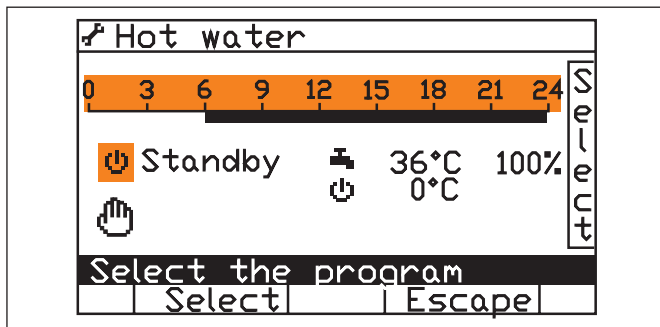 Hot water
0 3 6 9 12 15 18 21 24
Standby 36°C 100%
0°C
Select
Select the program
Select Escape